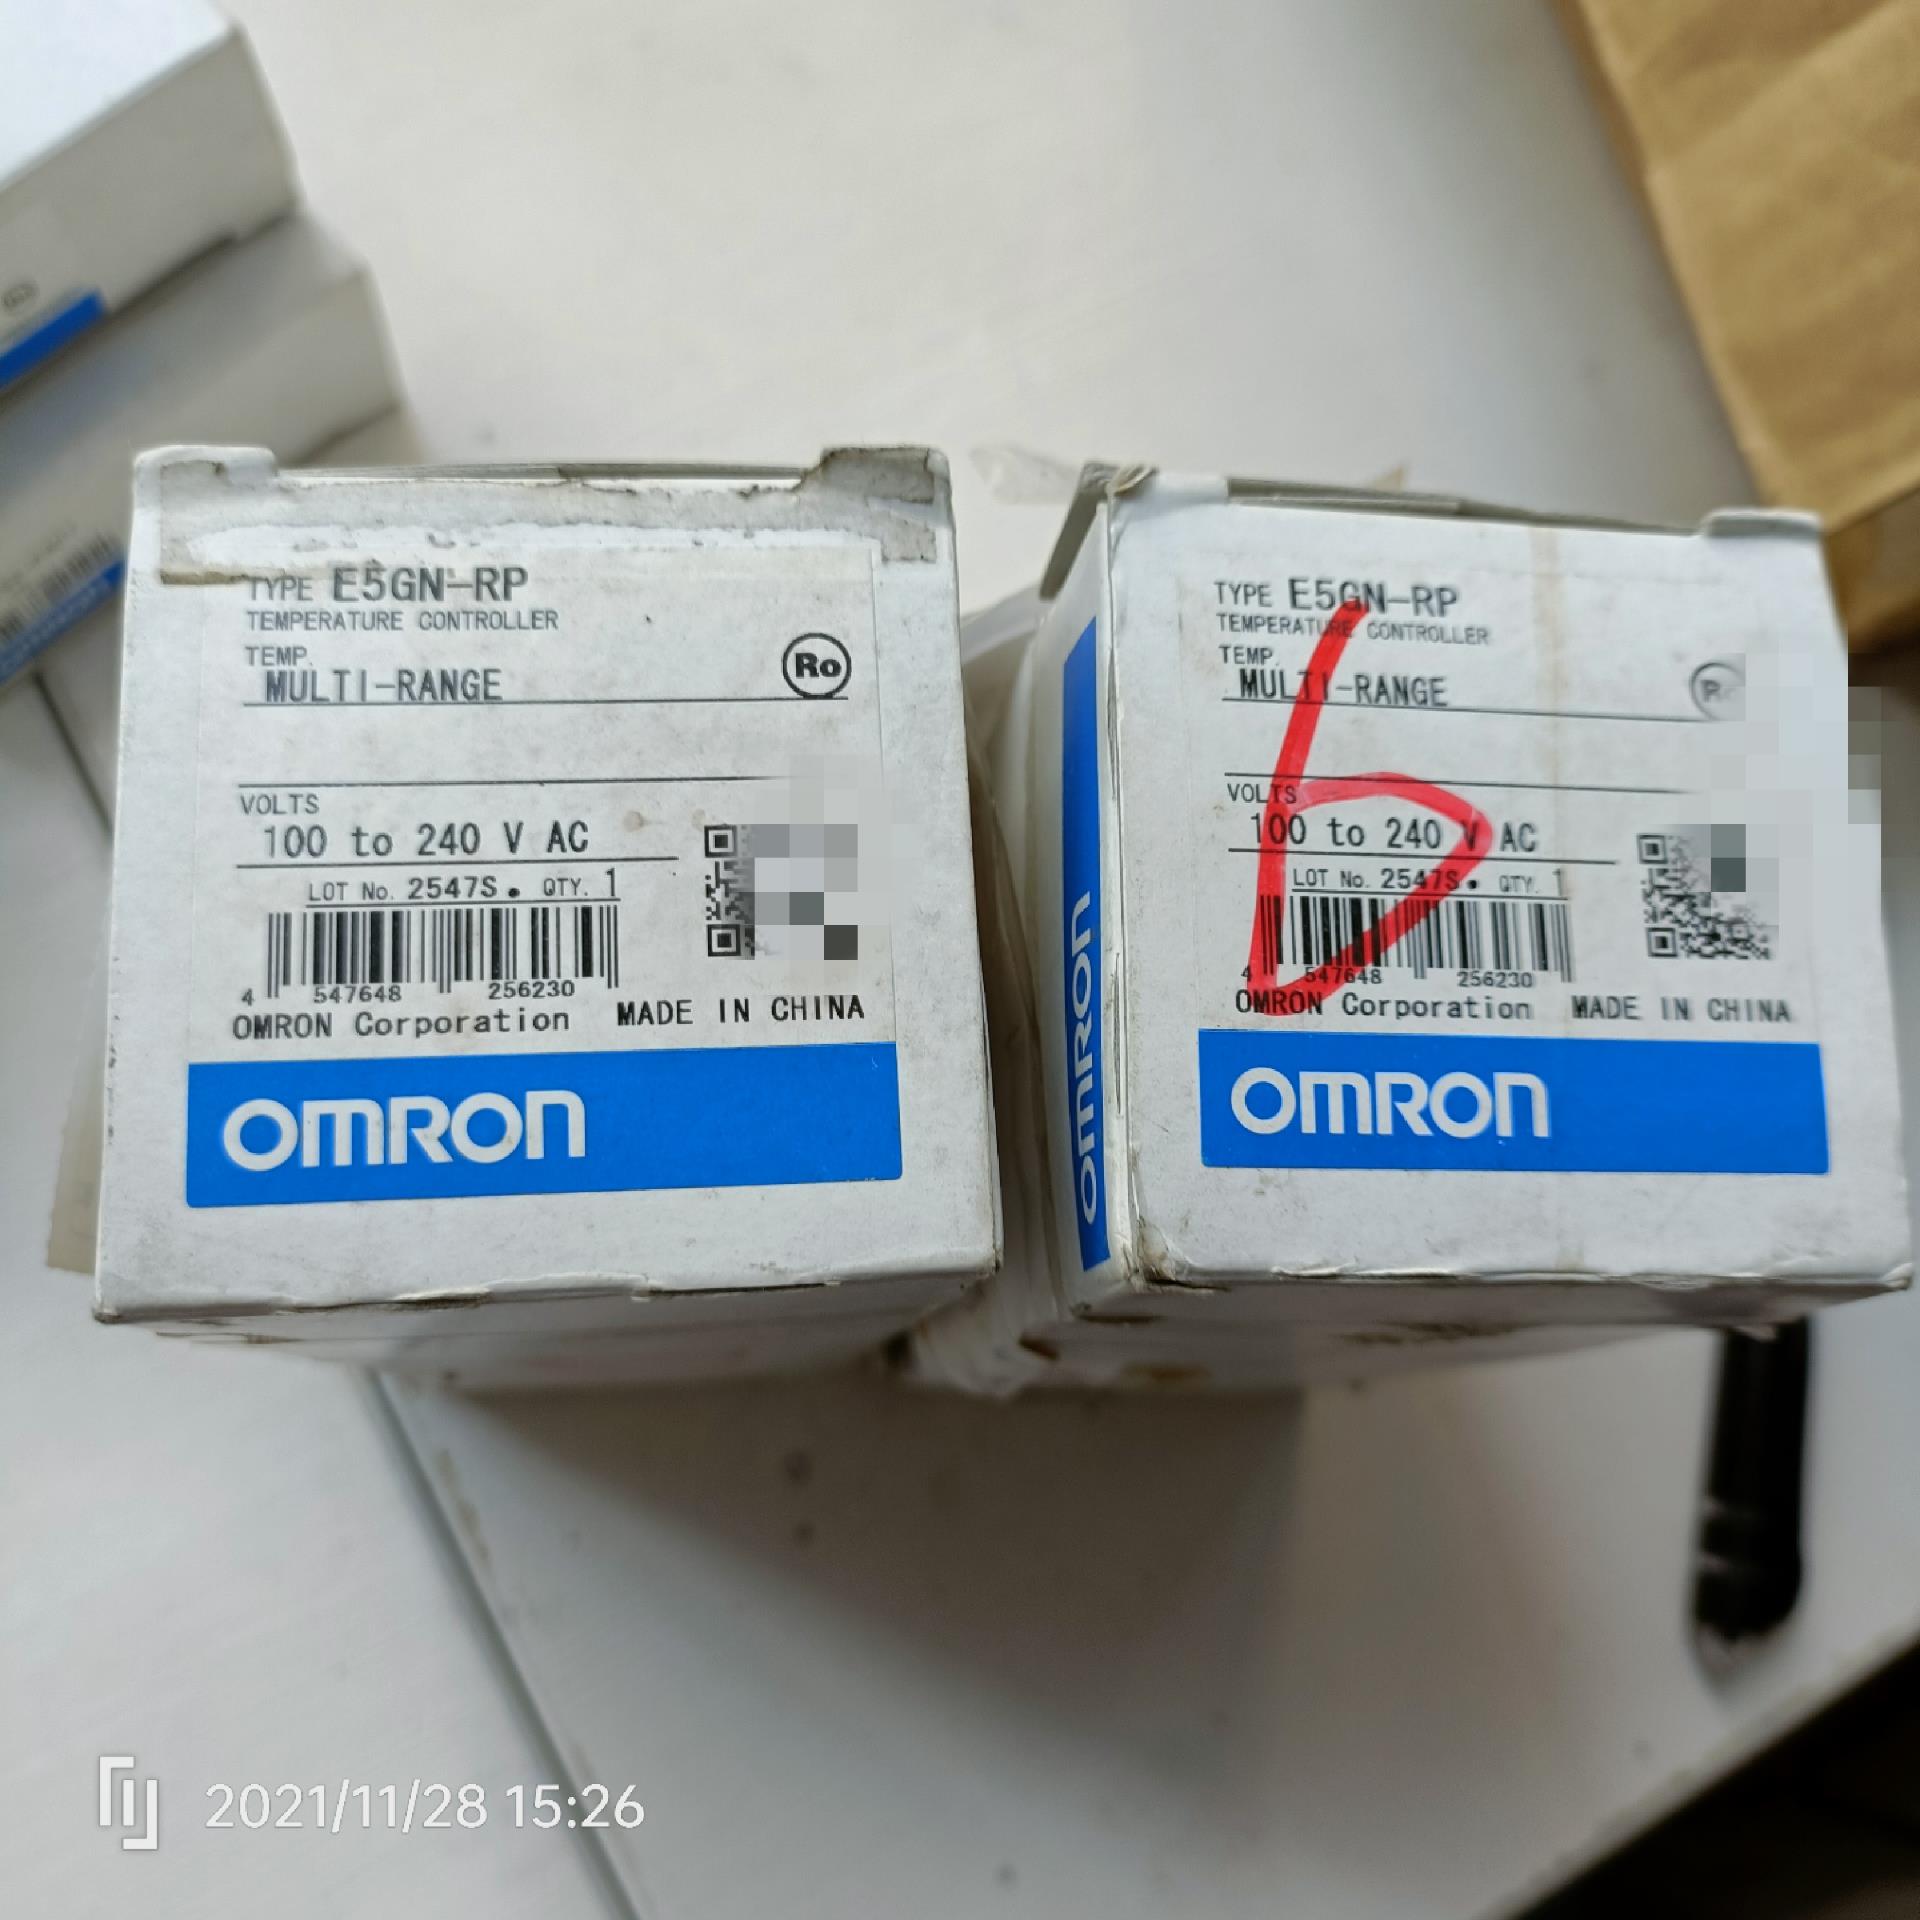 TYPE E5GN-RP
TEMPERATURE CONTROLLER
TEMP.
MULTI-RANGE
Ro
VOLTS
100 to 240 V AC
LOT No. 2547S. QTY. 1
4 547648 256230
OMRON Corporation MADE IN CHINA
OMRON
OMRON
TYPE E5GN-RP
TEMPERATURE CONTROLLER
TEMP.
MULTI-RANGE
VOLTS
100 to 240 V AC
LOT No. 2547S. QTY. 1
4 547648 256230
OMRON Corporation MADE IN CHINA
OMRON
6
2021/11/28 15:26